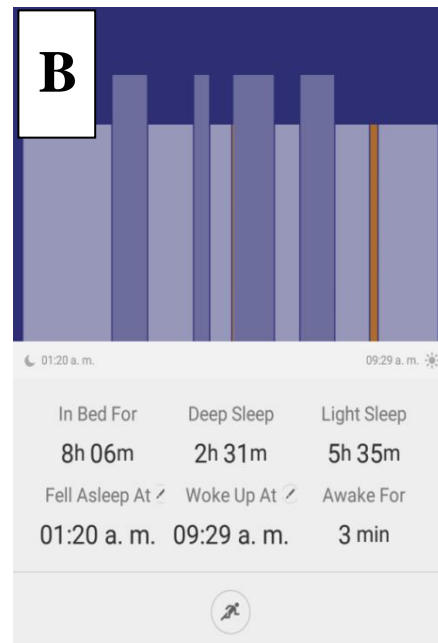 B
01:20 a. m. 09:29 a. m.
In Bed For Deep Sleep Light Sleep
8h 06m 2h 31m 5h 35m
Fell Asleep At Woke Up At Awake For
01:20 a. m. 09:29 a. m. 3 min